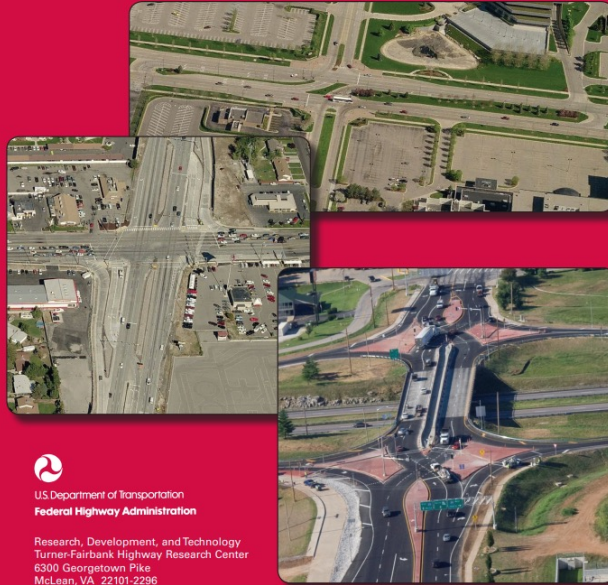 U.S. Department of Transportation
Federal Highway Administration
Research, Development, and Technology
Turner-Fairbank Highway Research Center
6300 Georgetown Pike
McLean, VA 22101-2296